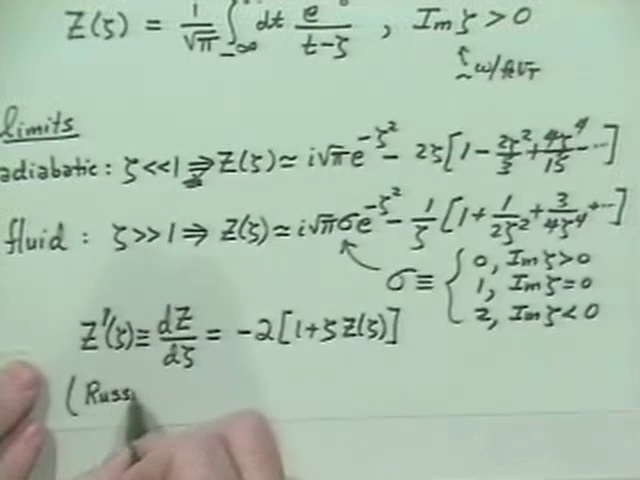 Z(ζ) = 1/√π ∫_{-∞} dt e/(t-ζ) , Im ζ > 0
~ω/k∥v_T
limits
adiabatic: ζ<<1 ⇒ Z(ζ) ≃ i√π e^{-ζ²} - 2ζ[1 - 2ζ²/3 + 4ζ⁴/15 - ...]
fluid: ζ>>1 ⇒ Z(ζ) ≃ i√π σ e^{-ζ²} - 1/ζ [1 + 1/2ζ² + 3/4ζ⁴ + ...]
σ ≡ { 0, Im ζ>0
1, Im ζ=0
2, Im ζ<0
Z'(ζ) ≡ dZ/dζ = -2[1+ζZ(ζ)]
(Russ